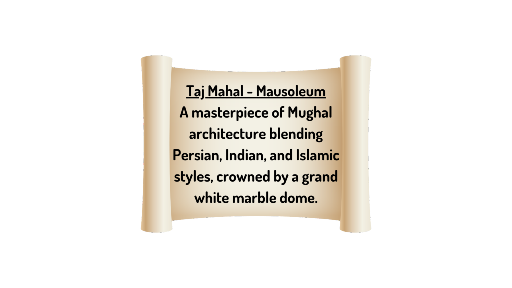 Taj Mahal - Mausoleum
A masterpiece of Mughal
architecture blending
Persian, Indian, and Islamic
styles, crowned by a grand
white marble dome.